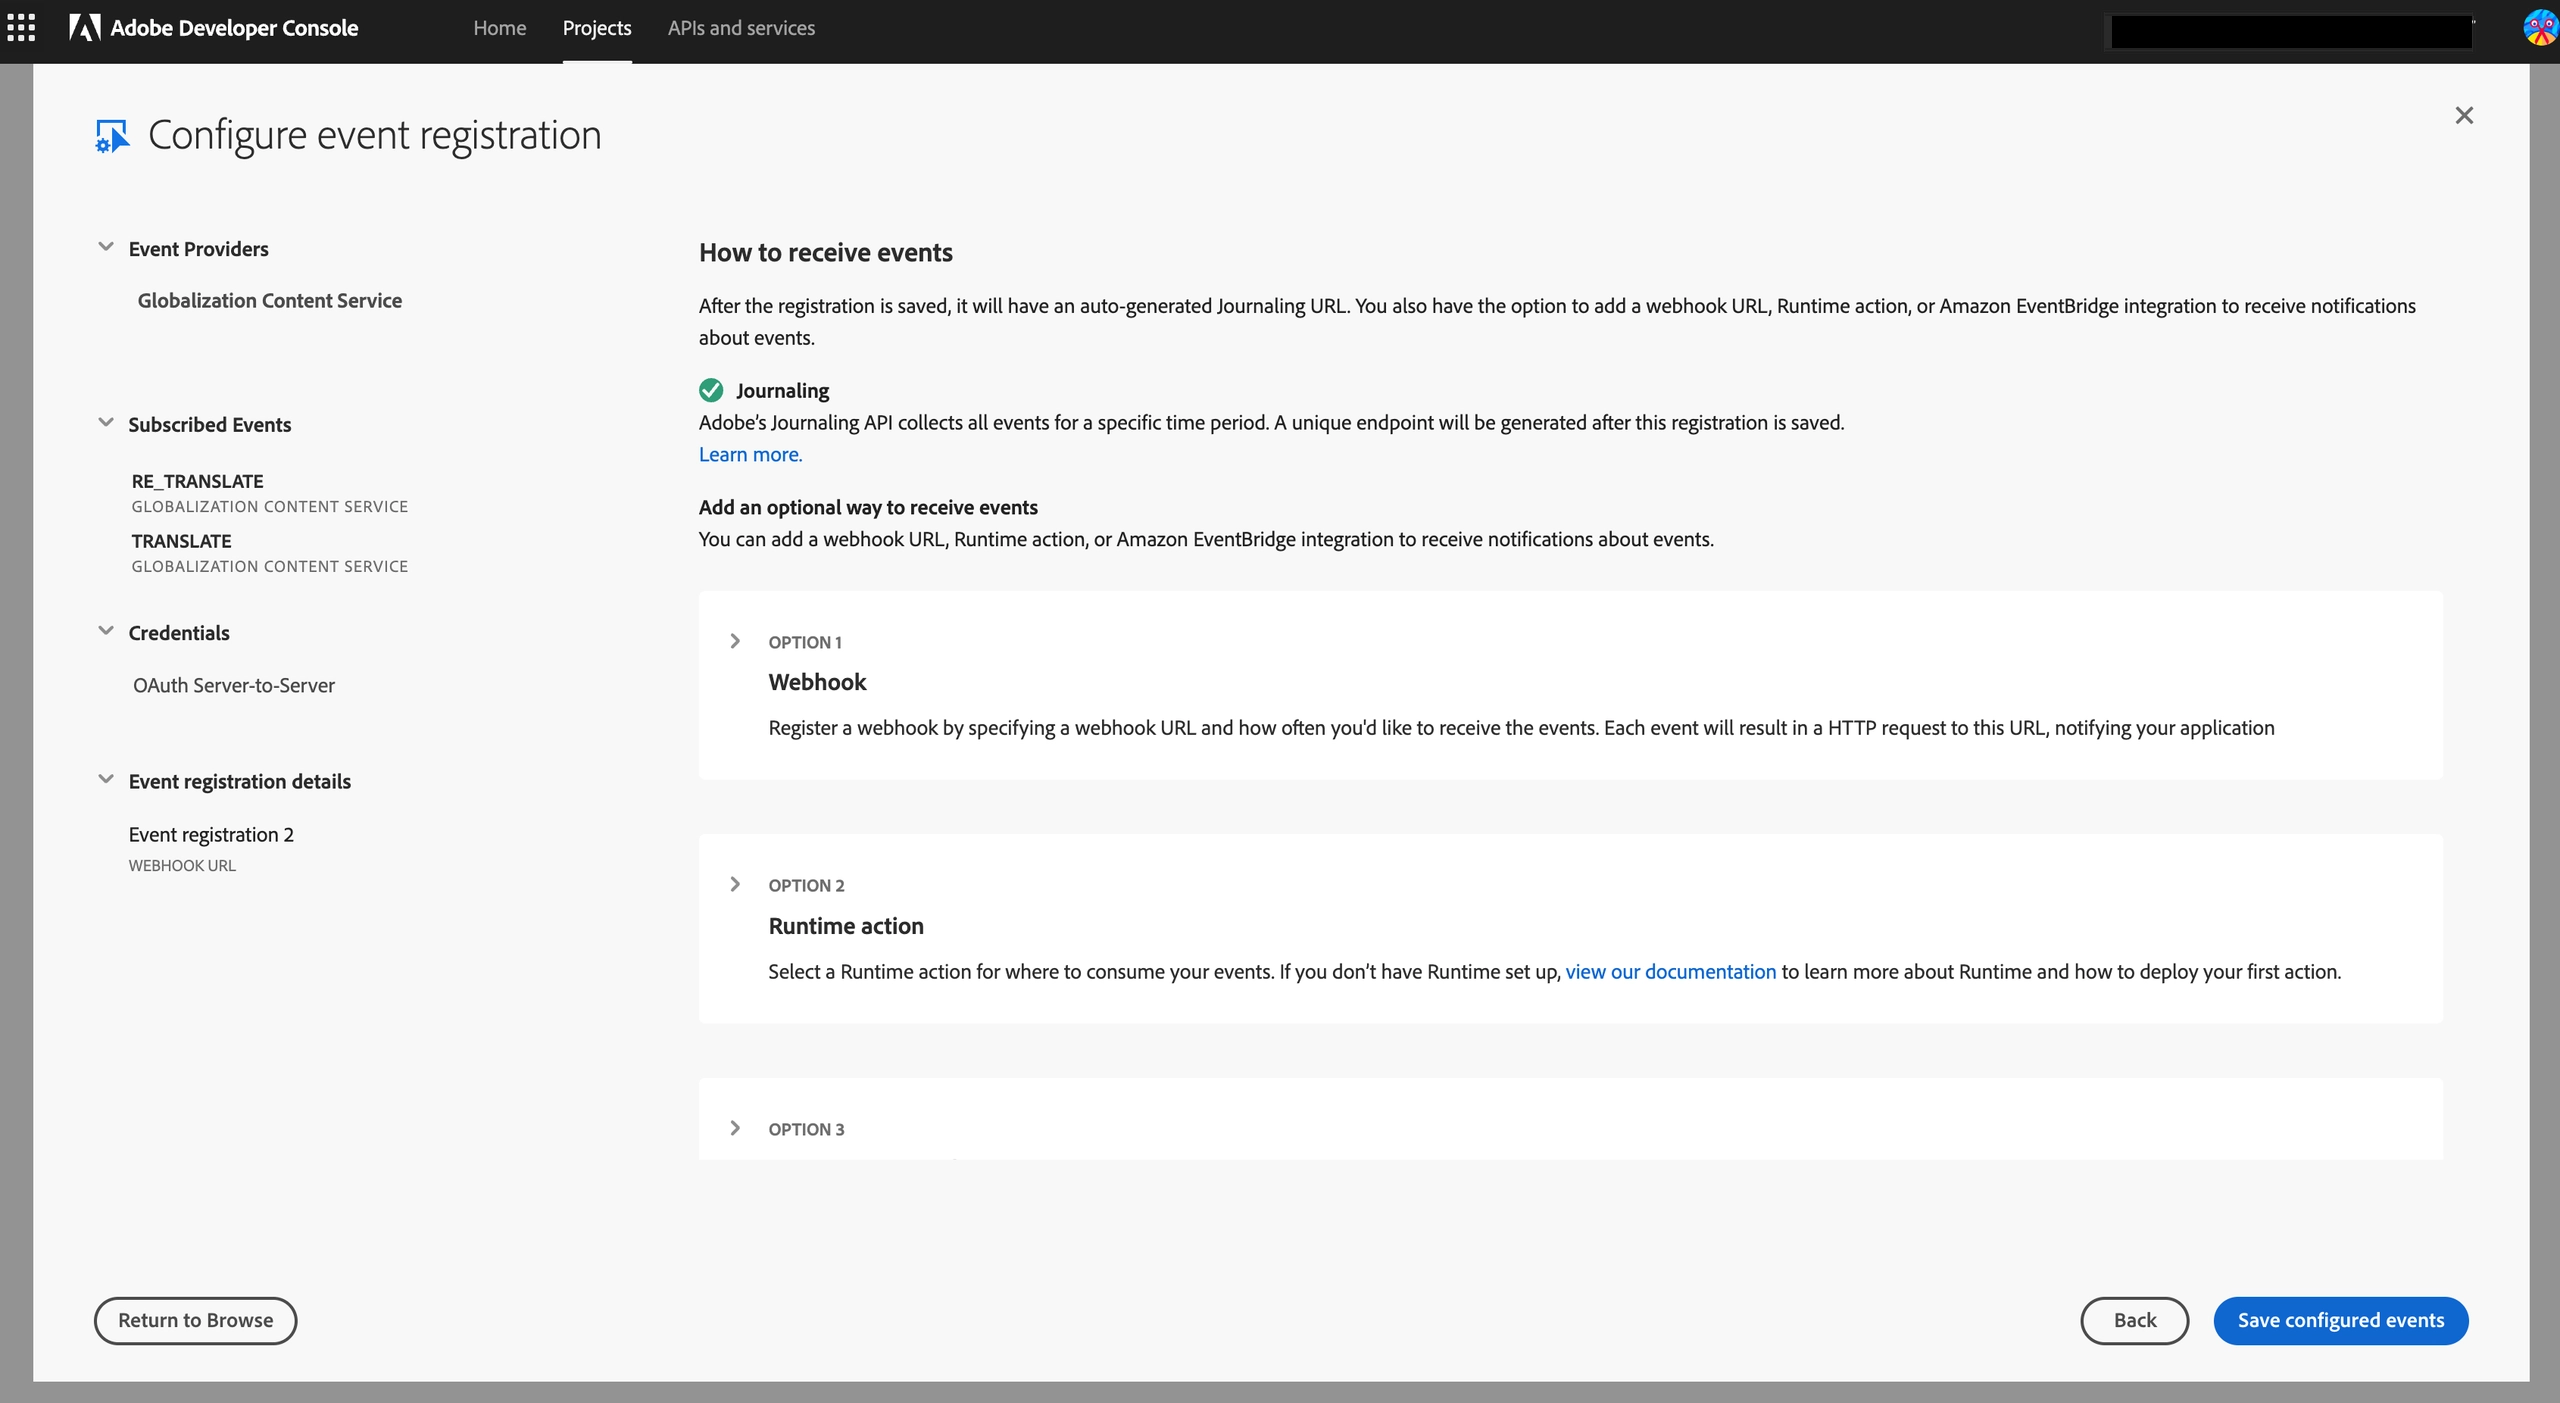 Adobe Developer Console
Home
Projects
APIs and services
Configure event registration
Event Providers
Globalization Content Service
Subscribed Events
RE_TRANSLATE
GLOBALIZATION CONTENT SERVICE
TRANSLATE
GLOBALIZATION CONTENT SERVICE
Credentials
OAuth Server-to-Server
Event registration details
Event registration 2
WEBHOOK URL
How to receive events
After the registration is saved, it will have an auto-generated Journaling URL. You also have the option to add a webhook URL, Runtime action, or Amazon EventBridge integration to receive notifications
about events.
Journaling
Adobe’s Journaling API collects all events for a specific time period. A unique endpoint will be generated after this registration is saved.
Learn more.
Add an optional way to receive events
You can add a webhook URL, Runtime action, or Amazon EventBridge integration to receive notifications about events.
OPTION 1
Webhook
Register a webhook by specifying a webhook URL and how often you'd like to receive the events. Each event will result in a HTTP request to this URL, notifying your application
OPTION 2
Runtime action
Select a Runtime action for where to consume your events. If you don’t have Runtime set up, view our documentation to learn more about Runtime and how to deploy your first action.
OPTION 3
Return to Browse
Back
Save configured events